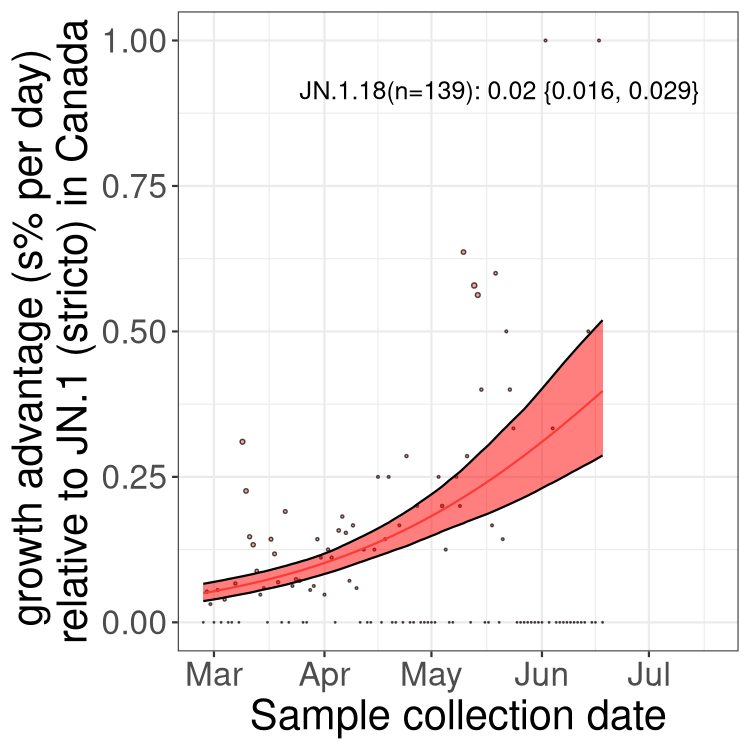 growth advantage (s% per day)
relative to JN.1 (stricto) in Canada
1.00
0.75
0.50
0.25
0.00
JN.1.18(n=139): 0.02 {0.016, 0.029}
Mar Apr May Jun Jul
Sample collection date